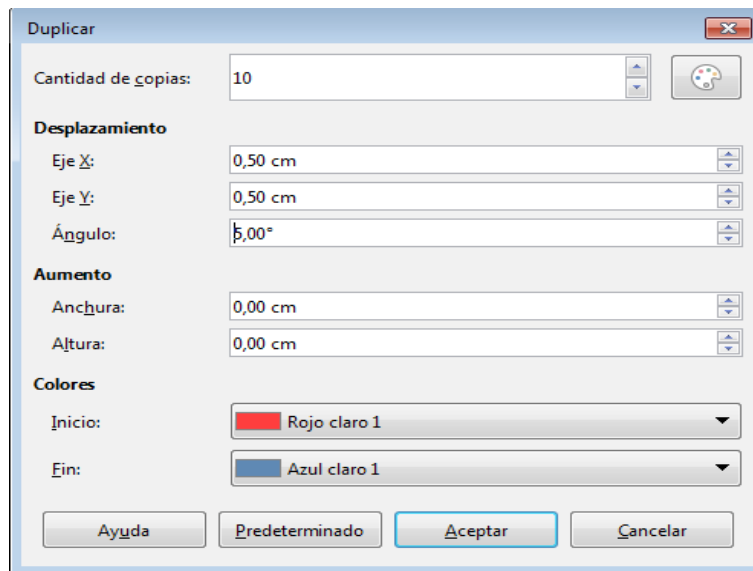 Duplicar
Cantidad de copias: 10
Desplazamiento
Eje X: 0,50 cm
Eje Y: 0,50 cm
Ángulo: 5,00°
Aumento
Anchura: 0,00 cm
Altura: 0,00 cm
Colores
Inicio: Rojo claro 1
Fin: Azul claro 1
Ayuda Predeterminado Aceptar Cancelar